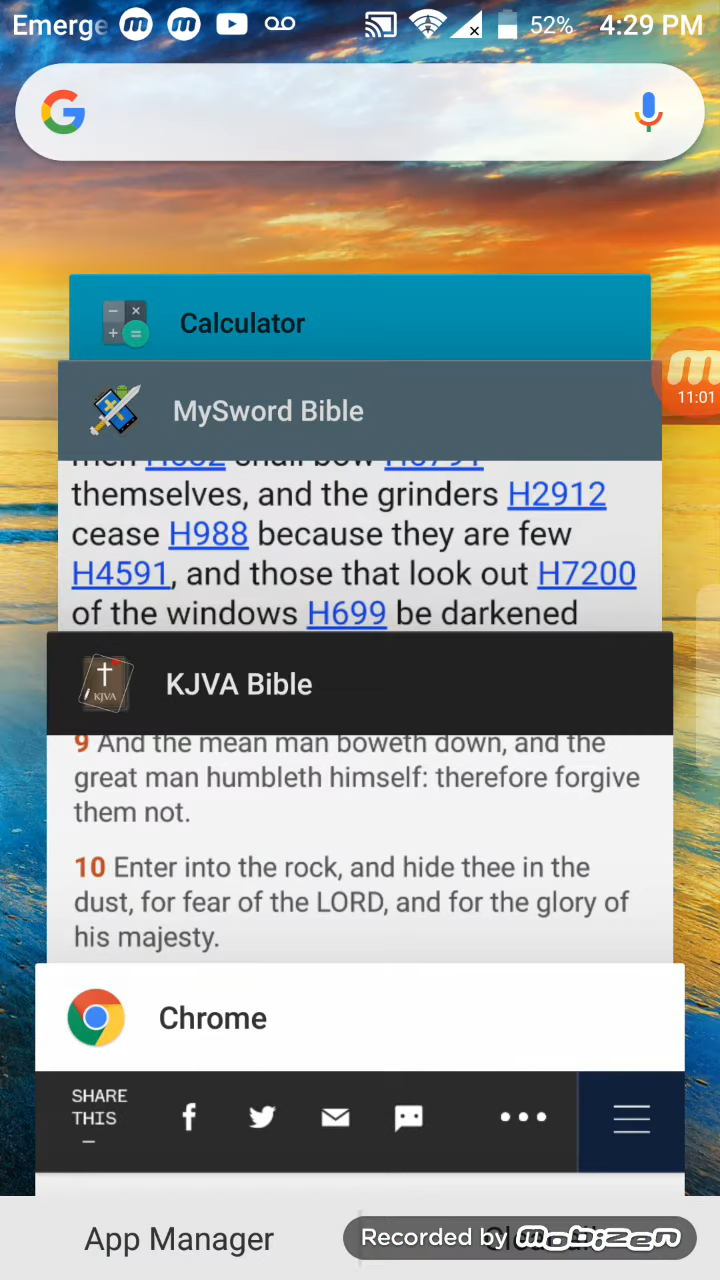 Emerge 52% 4:29 PM
Calculator
MySword Bible
11:01
themselves, and the grinders H2912
cease H988 because they are few
H4591, and those that look out H7200
of the windows H699 be darkened
KJVA Bible
KJVA
9 And the mean man boweth down, and the
great man humbleth himself: therefore forgive
them not.
10 Enter into the rock, and hide thee in the
dust, for fear of the LORD, and for the glory of
his majesty.
Chrome
SHARE
THIS
App Manager
Recorded by mobizen